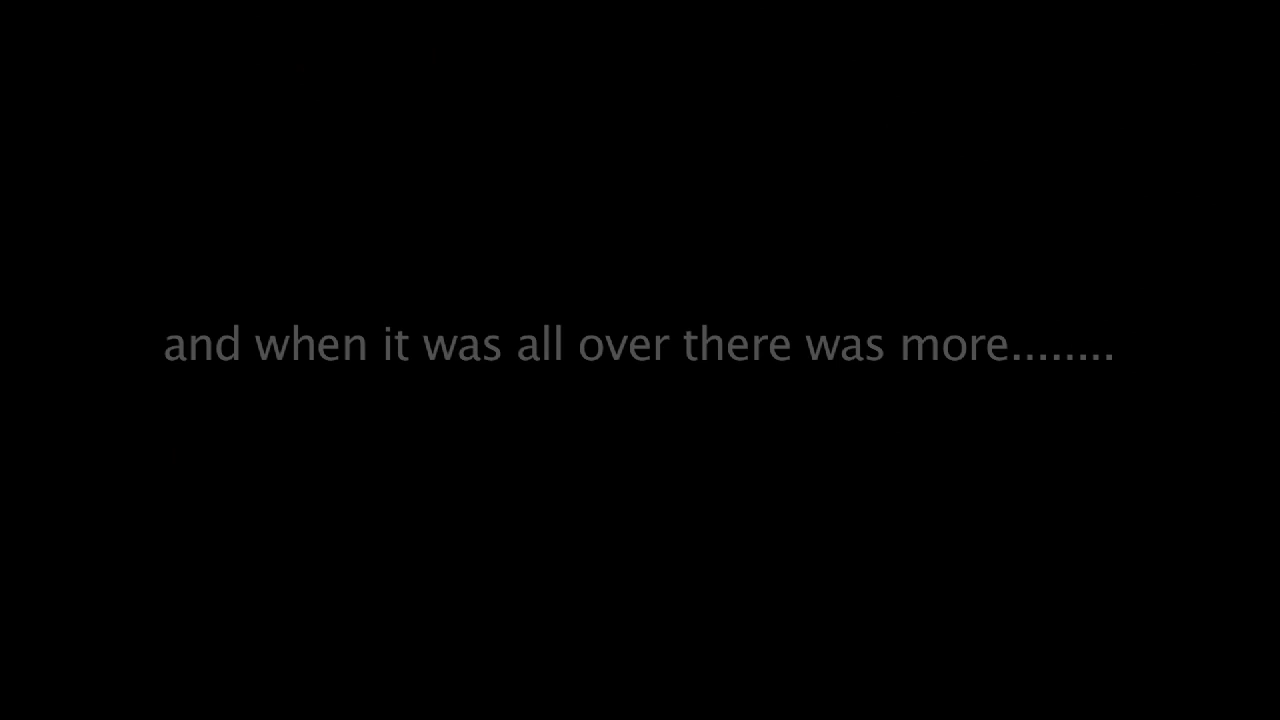 and when it was all over there was more........